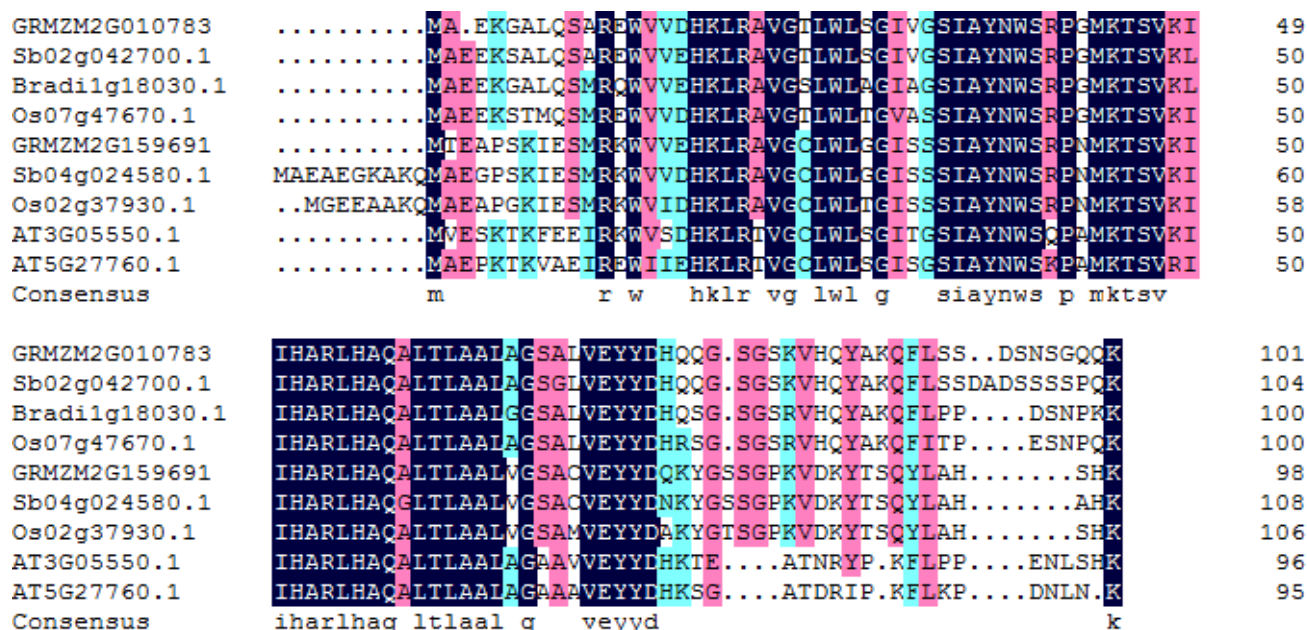 GRMZM2G010783 ..........MA.EKGALQSAREWVVDHKLRAVGTLWLSGIVGSIAYNWSRPGMKTSVKI 49
Sb02g042700.1 ..........MAEEKSALQSAREWVVEHKLRAVGTLWLSGIVGSIAYNWSRPGMKTSVKL 50
Bradi1g18030.1 ..........MAEEKGALQSMRQWVVEHKLRAVGSLWLAGIAGSIAYNWSRPGMKTSVKL 50
Os07g47670.1 ..........MAEEKSTMQSMREWVVDHKLRAVGTLWLTGVASSIAYNWSRPGMKTSVKI 50
GRMZM2G159691 ..........MTEAPSKIESMRKWVVEHKLRAVGCLWLGGISSSIAYNWSRPNMKTSVKI 50
Sb04g024580.1 MAEAEGKAKQMAEGPSKIESMRKWVVDHKLRAVGCLWLGGISSSIAYNWSRPNMKTSVKI 60
Os02g37930.1 ..MGEEAAKQMAEAPGKIESMRKWVIDHKLRAVGCLWLTGISSSIAYNWSRPNMKTSVKI 58
AT3G05550.1 ..........MVESKTKFEEIRKWVSDHKLRTVGCLWLSGITGSIAYNWSQPAMKTSVRI 50
AT5G27760.1 ..........MAEPKTKVAEIREWIIEHKLRTVGCLWLSGISGSIAYNWSKPAMKTSVRI 50
Consensus m r w hklr vg lwl g siaynws p mktsv
GRMZM2G010783 IHARLHAQALTLAALAGSALVEYYDHQQG.SGSKVHQYAKQFLSS..DSNSGQQK 101
Sb02g042700.1 IHARLHAQALTLAALAGSGLVEYYDHQQG.SGSKVHQYAKQFLSSDADSSSSPQK 104
Bradi1g18030.1 IHARLHAQALTLAALGGSALVEYYDHQSG.SGSRVHQYAKQFLPP....DSNPKK 100
Os07g47670.1 IHARLHAQALTLAALAGSALVEYYDHRSG.SGSRVHQYAKQFITP....ESNPQK 100
GRMZM2G159691 IHARLHAQALTLAALVGSACVEYYDQKYGSSGPKVDKYTSQYLAH.......SHK 98
Sb04g024580.1 IHARLHAQGLTLAALVGSACVEYYDNKYGSSGPKVDKYTSQYLAH.......AHK 108
Os02g37930.1 IHARLHAQALTLAALVGSAMVEYYDAKYGTSGPKVDKYTSQYLAH.......SHK 106
AT3G05550.1 IHARLHAQALTLAALAGAAVVEYYDHKTE....ATNRYP.KFLPP....ENLSHK 96
AT5G27760.1 IHARLHAQALTLAALAGAAAVEYYDHKSG....ATDRIP.KFLKP....DNLN.K 95
Consensus iharlhaq ltlaal g veyyd k